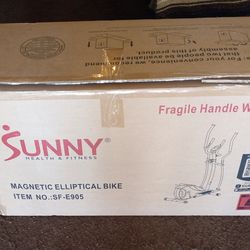 *For your convenience,
we recommend
that two people be available for
assembly of this product
Fragile Handle W
SUNNY
HEALTH & FITNESS
MAGNETIC ELLIPTICAL BIKE
ITEM NO.:SF-E905